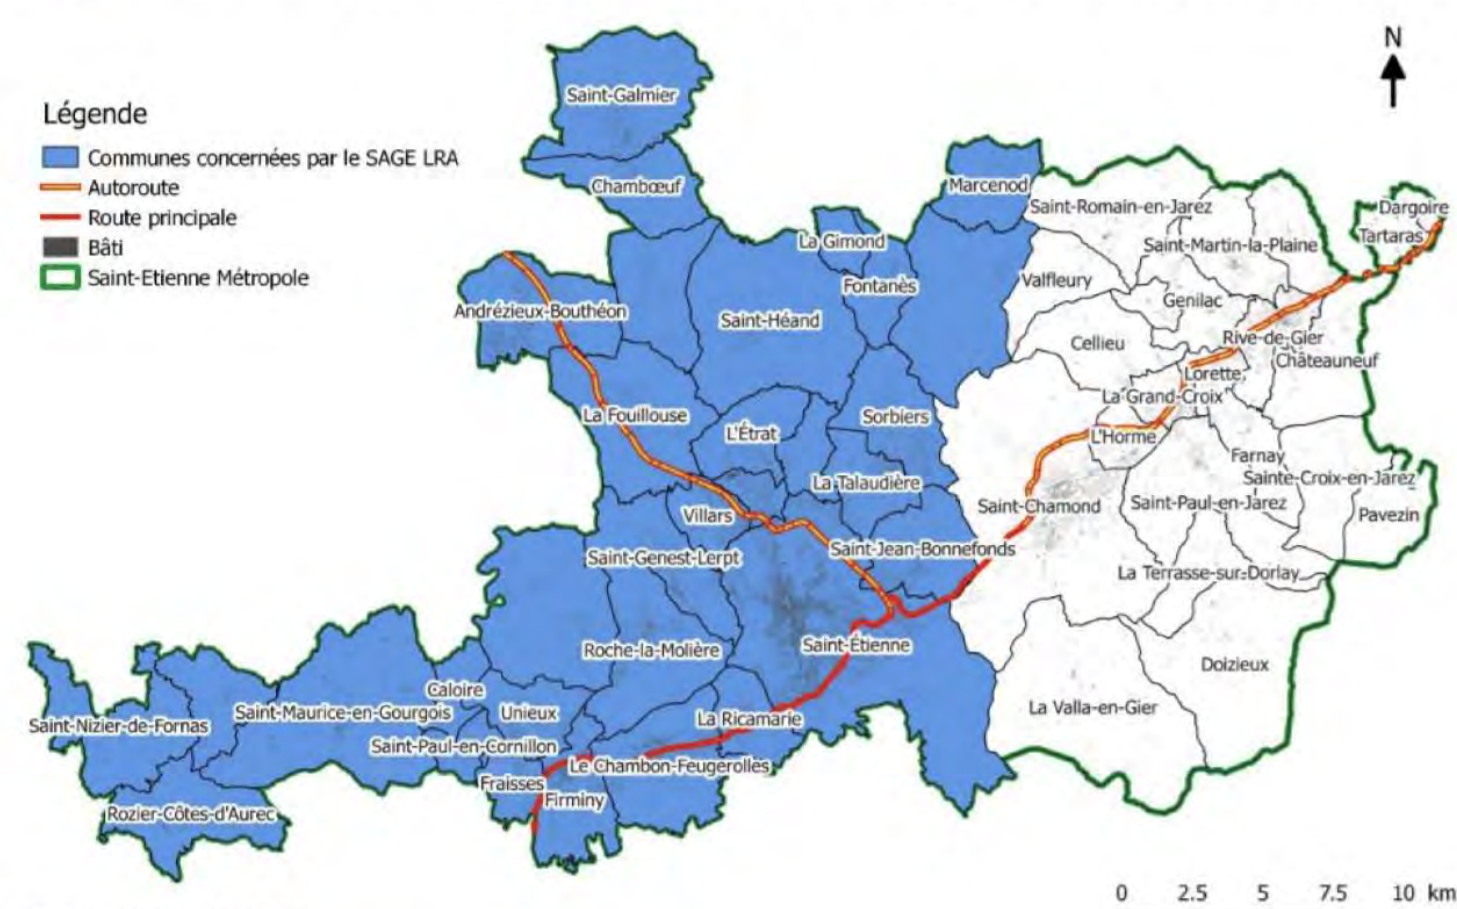 N
Légende
Communes concernées par le SAGE LRA
Autoroute
Route principale
Bâti
Saint-Etienne Métropole
Saint-Galmier
Chambœuf
Marcenod
Saint-Romain-en-Jarez
Dargoire
Tartaras
La Gimond
Saint-Martin-la-Plaine
Fontanès
Valfleury
Genilac
Andrézieux-Bouthéon
Saint-Héand
Cellieu
Rive-de-Gier
Châteauneuf
Lorette
La Grand-Croix
La Fouillouse
Sorbiers
L'Étrat
L'Horme
Farnay
La Talaudière
Sainte-Croix-en-Jarez
Saint-Chamond
Saint-Paul-en-Jarez
Villars
Pavezin
Saint-Jean-Bonnefonds
Saint-Genest-Lerpt
La Terrasse-sur-Dorlay
Saint-Étienne
Roche-la-Molière
Doizieux
Caloire
La Valla-en-Gier
Saint-Maurice-en-Gourgois
Unieux
La Ricamarie
Saint-Nizier-de-Fornas
Saint-Paul-en-Cornillon
Le Chambon-Feugerolles
Fraisses
Firminy
Rozier-Côtes-d'Aurec
0 2.5 5 7.5 10 km